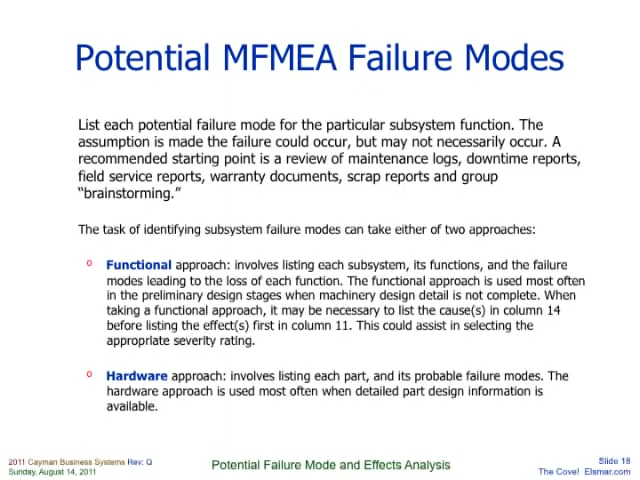 Potential MFMEA Failure Modes
List each potential failure mode for the particular subsystem function. The
assumption is made the failure could occur, but may not necessarily occur. A
recommended starting point is a review of maintenance logs, downtime reports,
field service reports, warranty documents, scrap reports and group
“brainstorming.”
The task of identifying subsystem failure modes can take either of two approaches:
o Functional approach: involves listing each subsystem, its functions, and the failure
modes leading to the loss of each function. The functional approach is used most often
in the preliminary design stages when machinery design detail is not complete. When
taking a functional approach, it may be necessary to list the cause(s) in column 14
before listing the effect(s) first in column 11. This could assist in selecting the
appropriate severity rating.
o Hardware approach: involves listing each part, and its probable failure modes. The
hardware approach is used most often when detailed part design information is
available.
2011 Cayman Business Systems Rev: Q
Sunday, August 14, 2011
Potential Failure Mode and Effects Analysis
Slide 18
The Cove! Elsmar.com